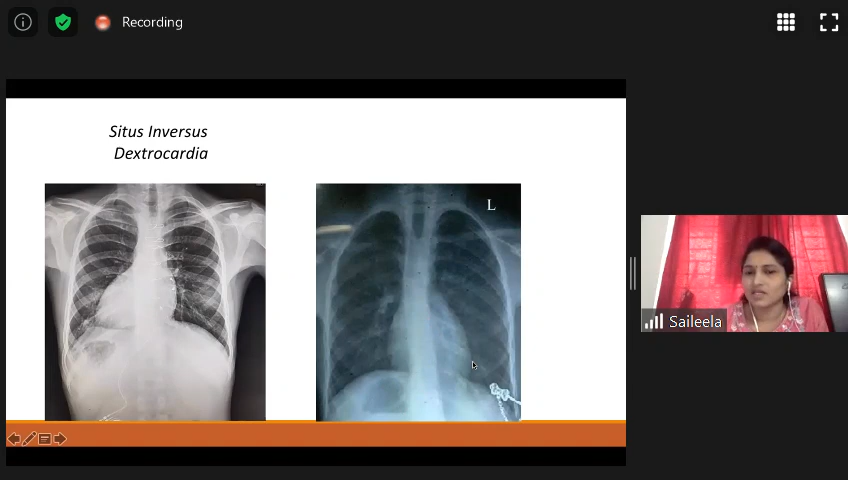 Recording
Situs Inversus
Dextrocardia
L
Saileela